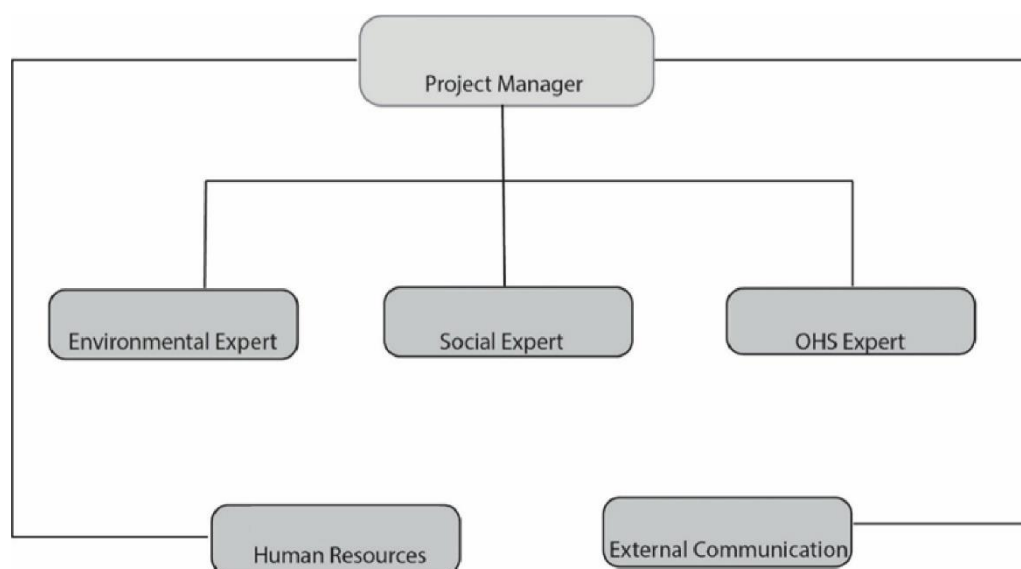 Project Manager
Environmental Expert
Social Expert
OHS Expert
Human Resources
External Communication